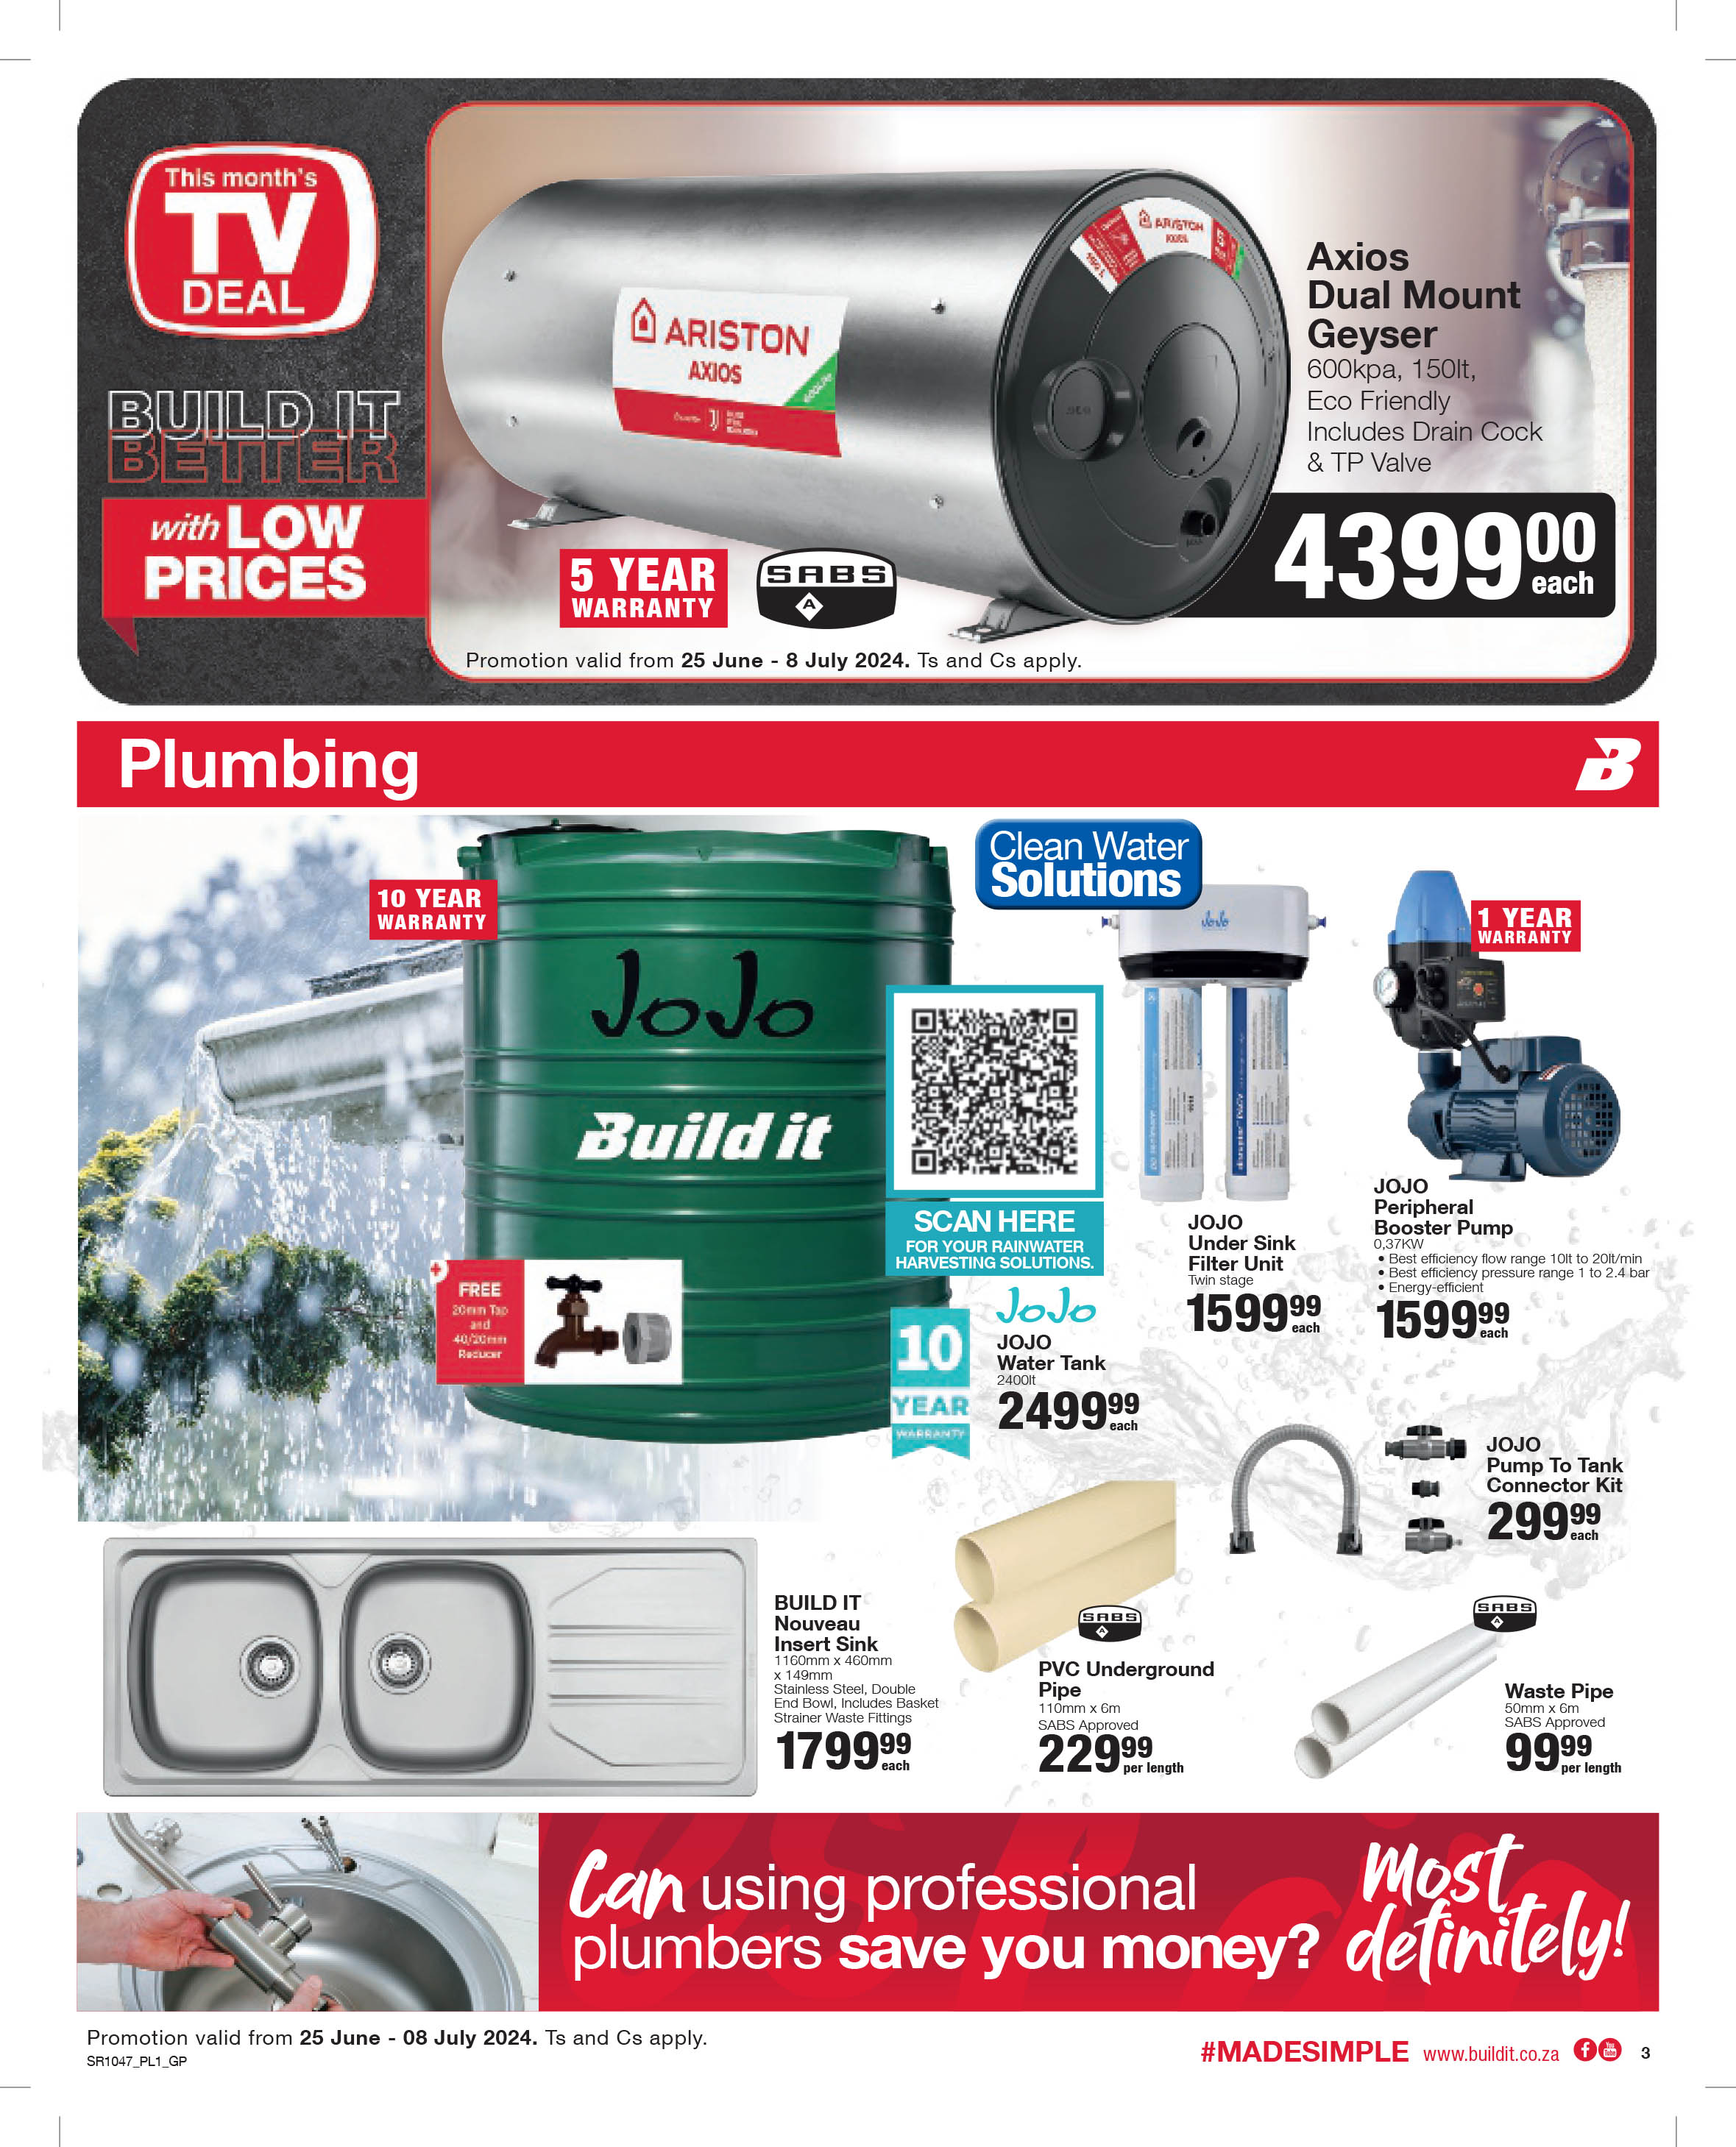 This month's
TV
DEAL
BUILD IT
BETTER
with LOW
PRICES
ARISTON
AXIOS
ARISTON
5 YEAR
WARRANTY
SABS
A
Axios
Dual Mount
Geyser
600kpa, 150lt,
Eco Friendly
Includes Drain Cock
& TP Valve
4399 00
each
Promotion valid from 25 June - 8 July 2024. Ts and Cs apply.
Plumbing
B
10 YEAR
WARRANTY
JoJo
Build it
FREE
20mm Tap
and
40/20mm
Reducer
Clean Water
Solutions
JoJo
SCAN HERE
FOR YOUR RAINWATER
HARVESTING SOLUTIONS.
10
YEAR
WARRANTY
JoJo
JOJO
Water Tank
2400lt
2499 99
each
JOJO
Under Sink
Filter Unit
Twin stage
1599 99
each
1 YEAR
WARRANTY
JOJO
Peripheral
Booster Pump
0,37KW
• Best efficiency flow range 10lt to 20lt/min
• Best efficiency pressure range 1 to 2.4 bar
• Energy-efficient
1599 99
each
JOJO
Pump To Tank
Connector Kit
299 99
each
BUILD IT
Nouveau
Insert Sink
1160mm x 460mm
x 149mm
Stainless Steel, Double
End Bowl, Includes Basket
Strainer Waste Fittings
1799 99
each
SABS
A
PVC Underground
Pipe
110mm x 6m
SABS Approved
229 99
per length
SABS
A
Waste Pipe
50mm x 6m
SABS Approved
99 99
per length
Can using professional
plumbers save you money?
Most
definitely!
Promotion valid from 25 June - 08 July 2024. Ts and Cs apply.
SR1047_PL1_GP
#MADESIMPLE www.buildit.co.za
3